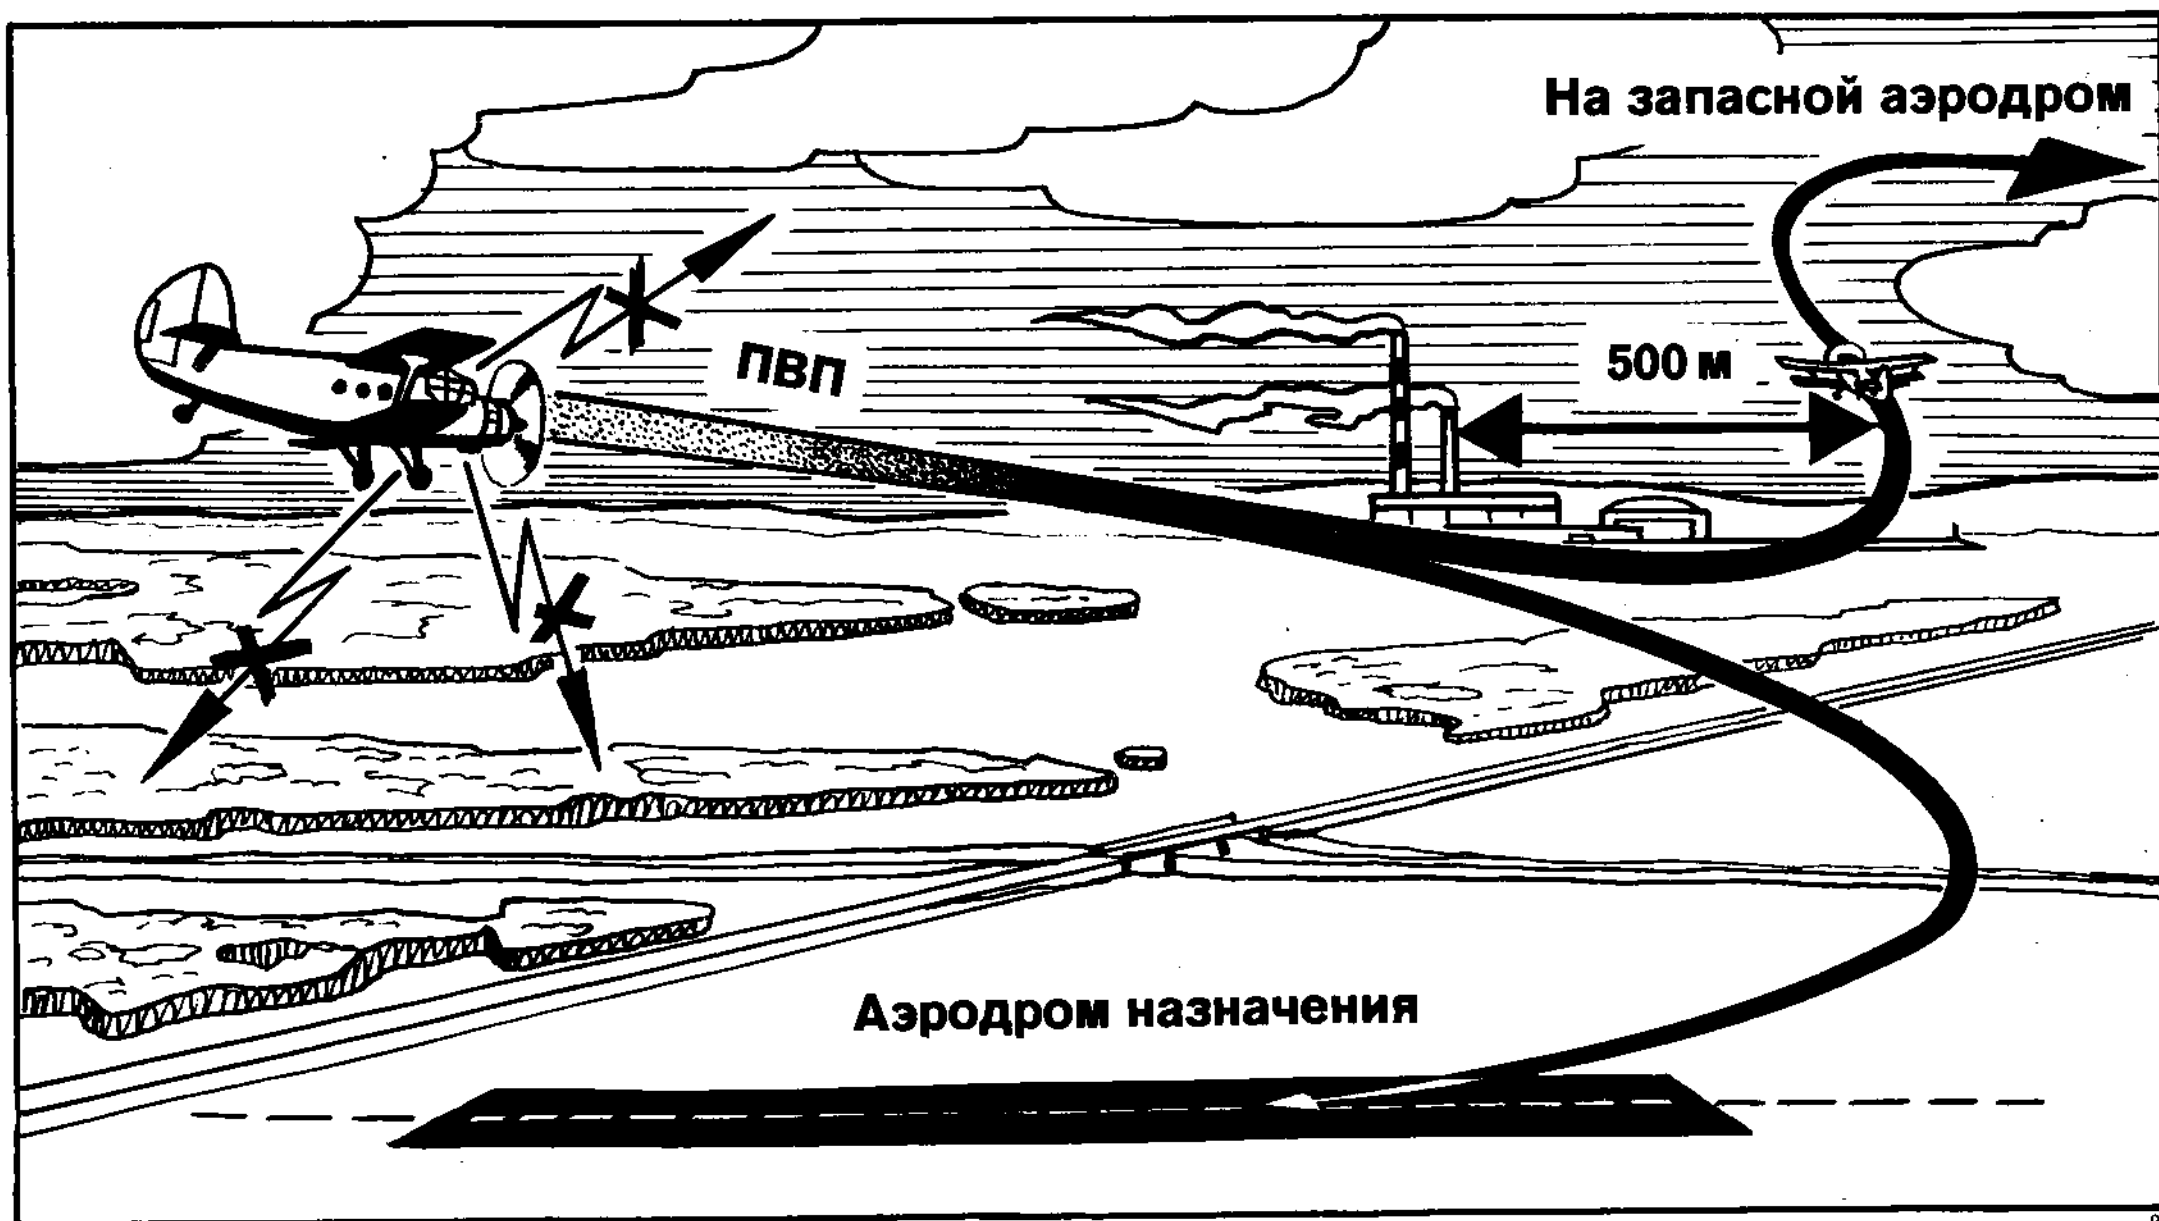 На запасной аэродром
ПВП
500 м
Аэродром назначения